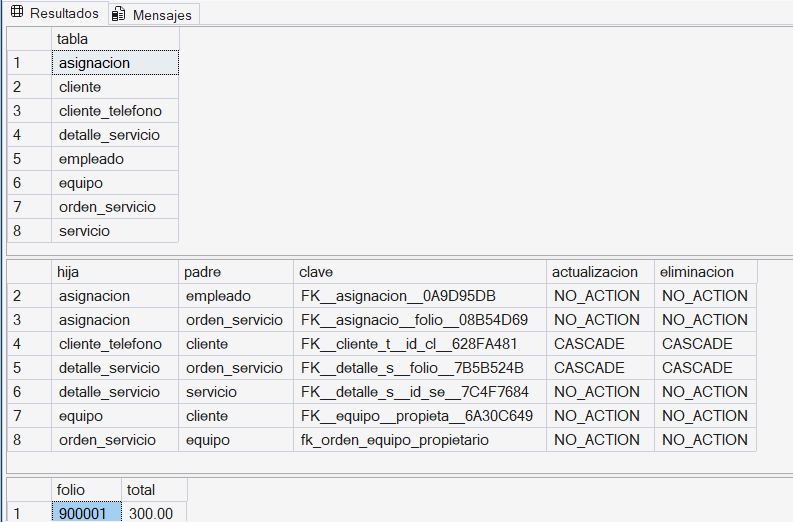 Resultados Mensajes
tabla
1 asignacion
2 cliente
3 cliente_telefono
4 detalle_servicio
5 empleado
6 equipo
7 orden_servicio
8 servicio
hija padre clave actualizacion eliminacion
2 asignacion empleado FK__asignacion__0A9D95DB NO_ACTION NO_ACTION
3 asignacion orden_servicio FK__asignacio__folio__08B54D69 NO_ACTION NO_ACTION
4 cliente_telefono cliente FK__cliente_t__id_cl__628FA481 CASCADE CASCADE
5 detalle_servicio orden_servicio FK__detalle_s__folio__7B5B524B CASCADE CASCADE
6 detalle_servicio servicio FK__detalle_s__id_se__7C4F7684 NO_ACTION NO_ACTION
7 equipo cliente FK__equipo__propieta__6A30C649 NO_ACTION NO_ACTION
8 orden_servicio equipo fk_orden_equipo_propietario NO_ACTION NO_ACTION
folio total
1 900001 300.00